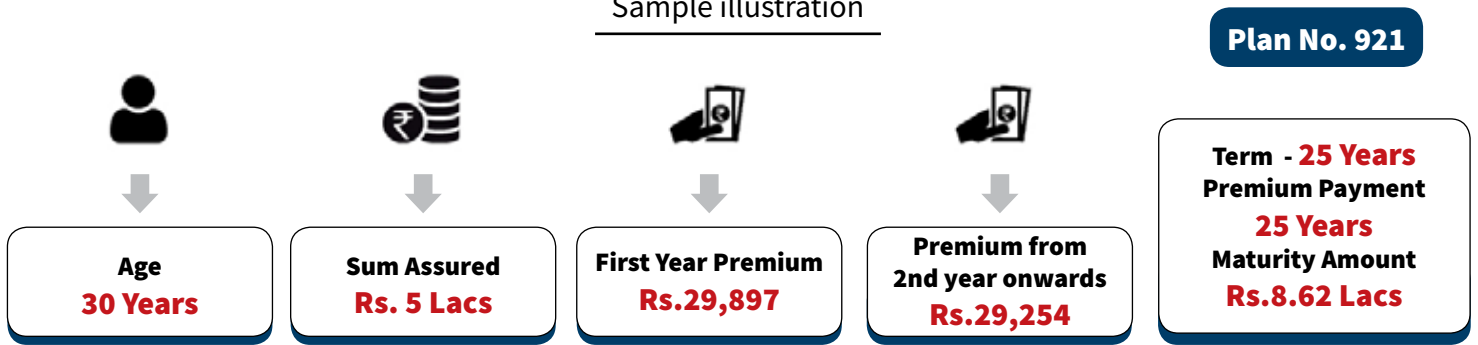 Sample illustration
Plan No. 921
Age
30 Years
Sum Assured
Rs. 5 Lacs
First Year Premium
Rs.29,897
Premium from
2nd year onwards
Rs.29,254
Term - 25 Years
Premium Payment
25 Years
Maturity Amount
Rs.8.62 Lacs